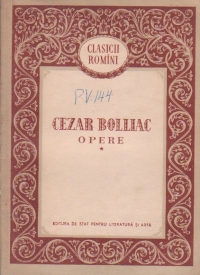 CLASICII
ROMÎNI
P.V. 144
CEZAR BOLLIAC
OPERE
*
EDITURA DE STAT PENTRU LITERATURĂ ȘI ARTĂ